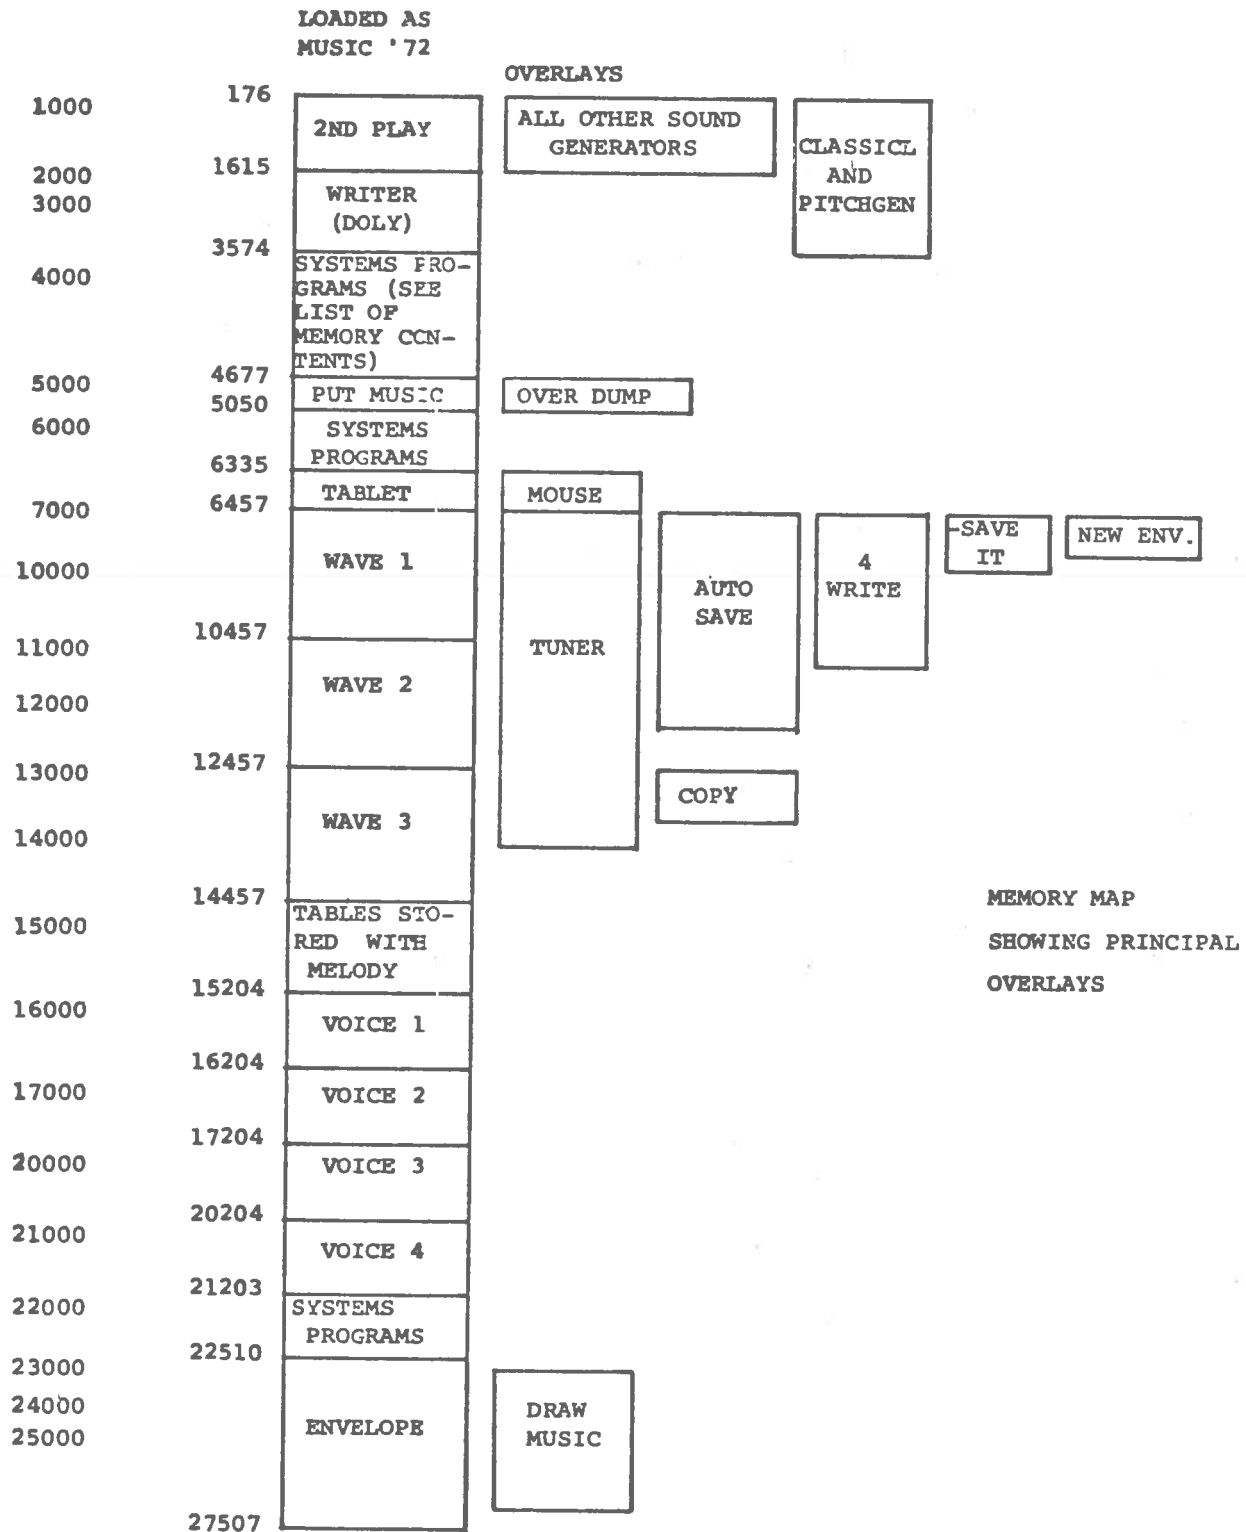 LOADED AS
MUSIC '72
OVERLAYS
176
1000
2ND PLAY
ALL OTHER SOUND
GENERATORS
CLASSICL
AND
PITCHGEN
1615
2000
3000
WRITER
(DOLY)
3574
4000
SYSTEMS PRO-
GRAMS (SEE
LIST OF
MEMORY CON-
TENTS)
4677
5000
PUT MUSIC
OVER DUMP
5050
6000
SYSTEMS
PROGRAMS
6335
TABLET
MOUSE
6457
7000
WAVE 1
TUNER
AUTO
SAVE
4
WRITE
-SAVE
IT
NEW ENV.
10000
10457
11000
WAVE 2
12000
12457
13000
COPY
WAVE 3
14000
14457
15000
TABLES STO-
RED WITH
MELODY
MEMORY MAP
SHOWING PRINCIPAL
OVERLAYS
15204
16000
VOICE 1
16204
17000
VOICE 2
17204
20000
VOICE 3
20204
21000
VOICE 4
21203
22000
SYSTEMS
PROGRAMS
22510
23000
24000
25000
ENVELOPE
DRAW
MUSIC
27507